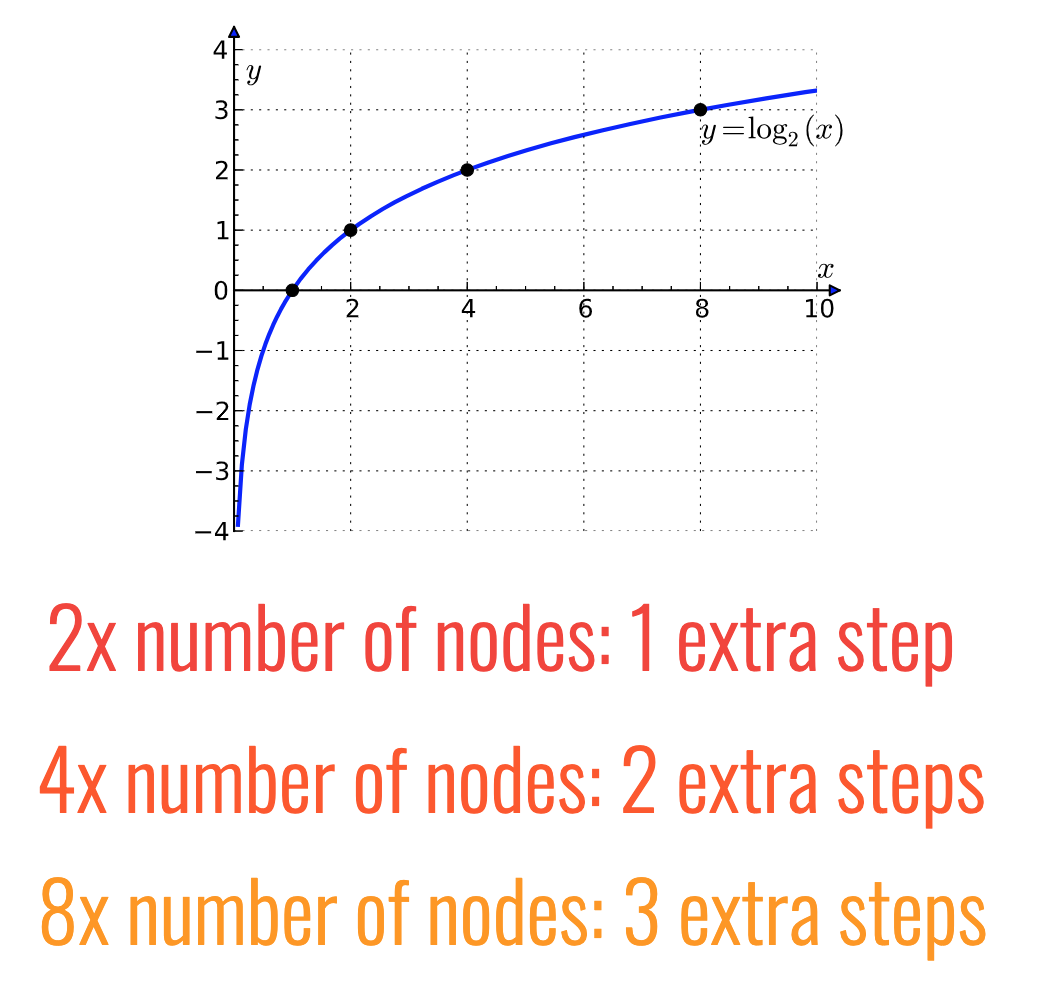 4
y
3
y = log₂ (x)
2
1
x
0
2 4 6 8 10
−1
−2
−3
−4
2x number of nodes: 1 extra step
4x number of nodes: 2 extra steps
8x number of nodes: 3 extra steps